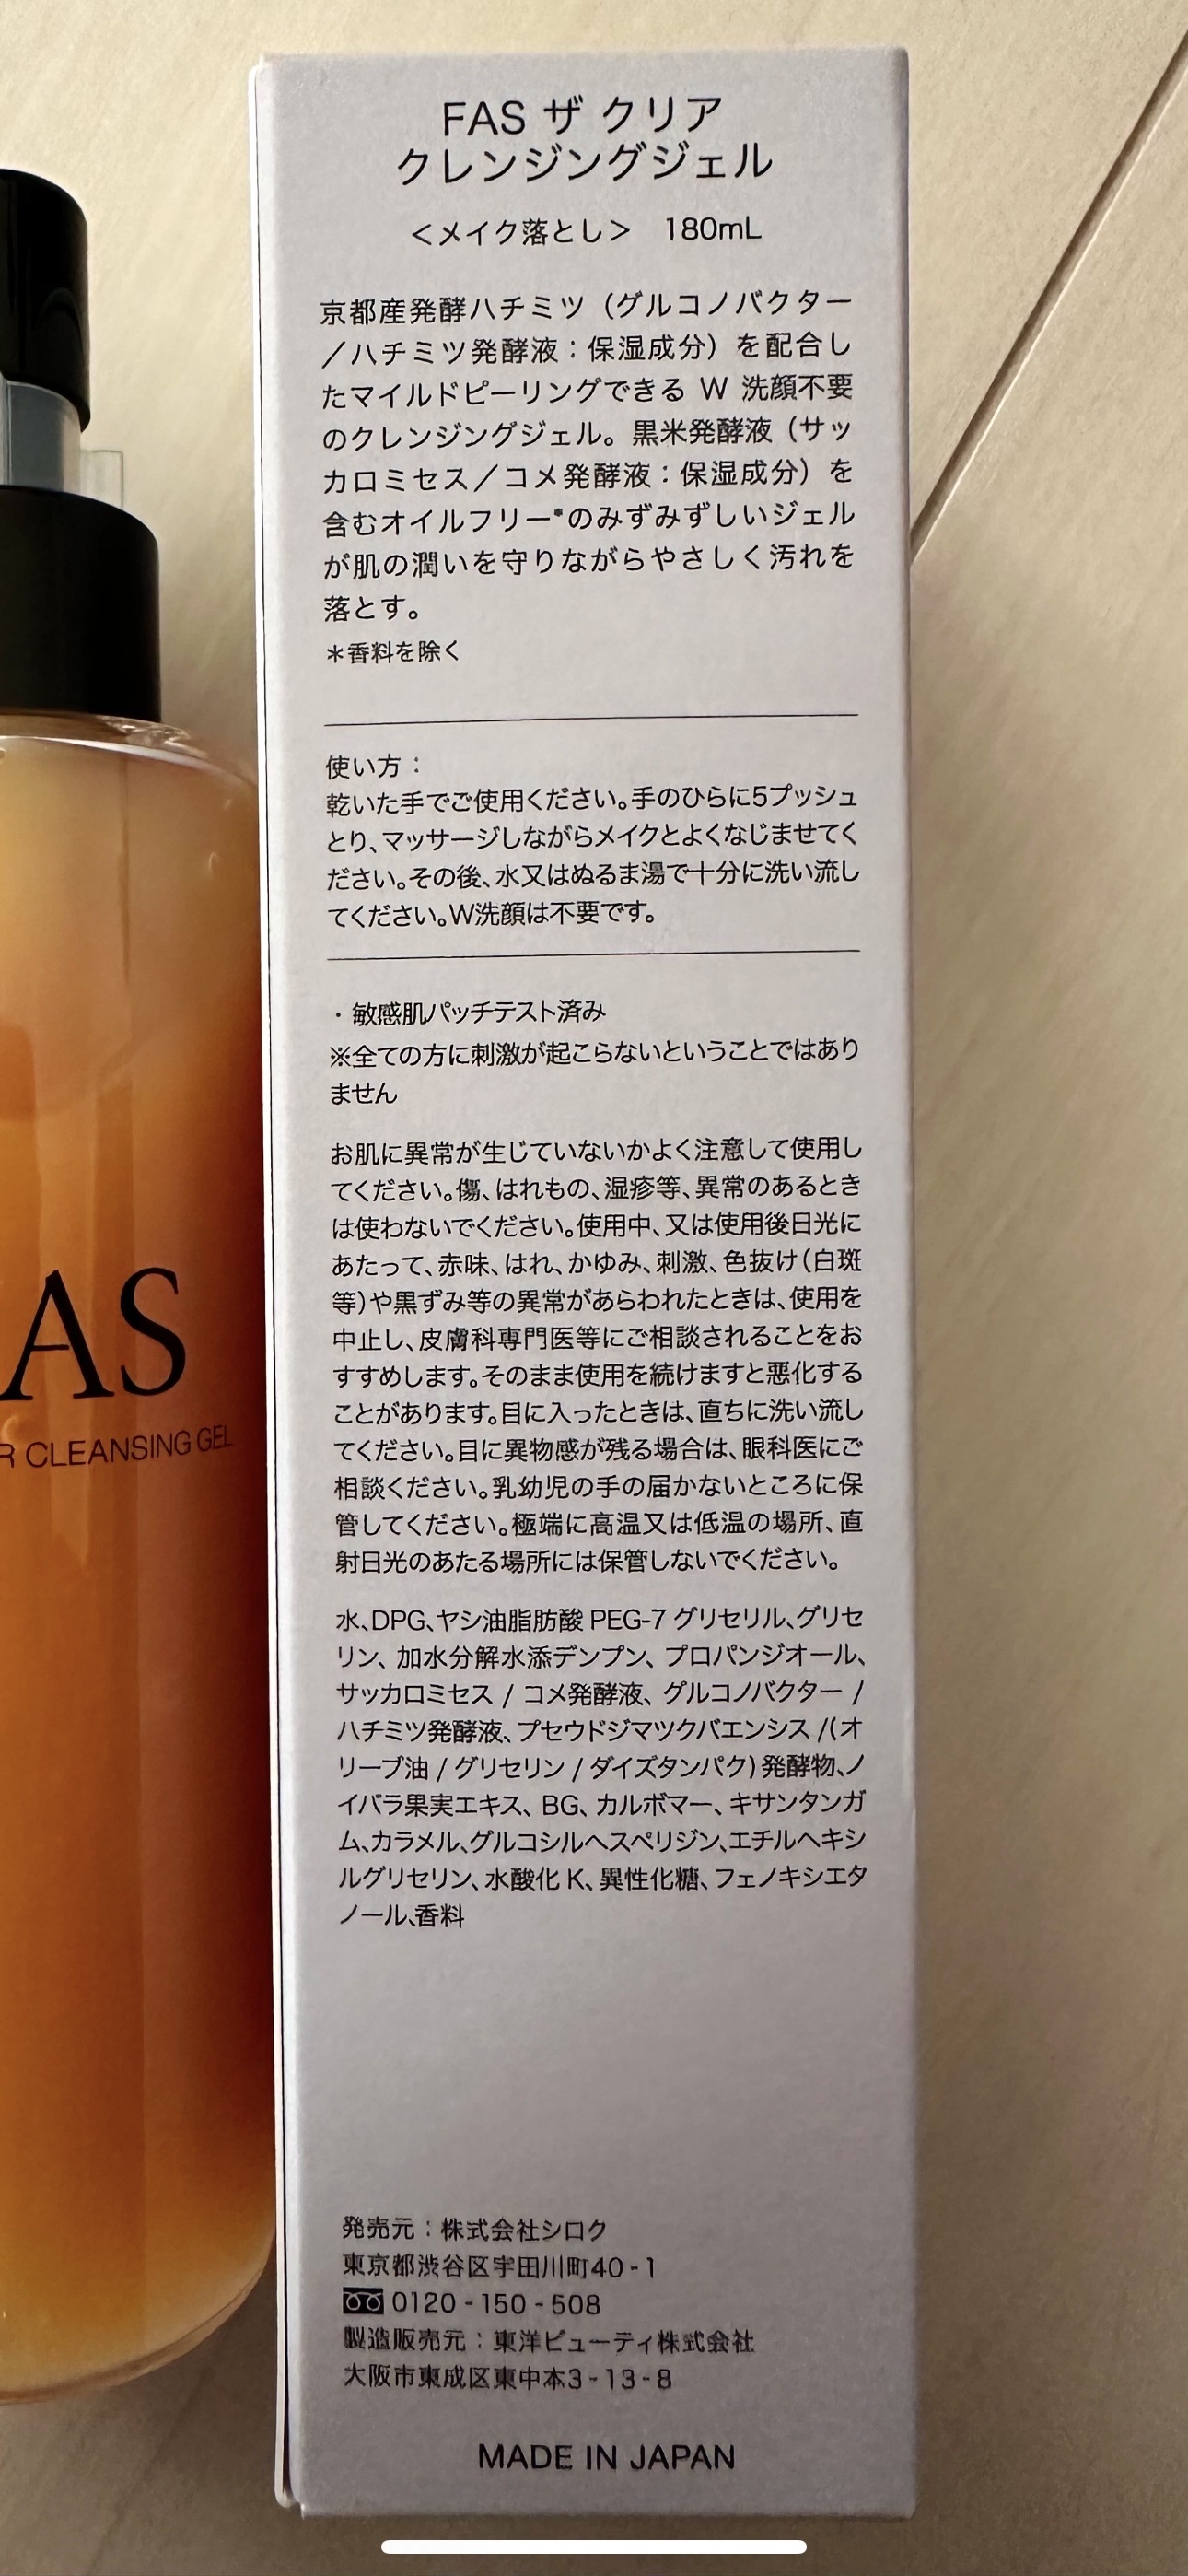 FAS ザ クリア
クレンジングジェル
＜メイク落とし＞　180mL
京都産発酵ハチミツ（グルコノバクター
／ハチミツ発酵液：保湿成分）を配合し
たマイルドピーリングできる W 洗顔不要
のクレンジングジェル。黒米発酵液（サッ
カロミセス／コメ発酵液：保湿成分）を
含むオイルフリー*のみずみずしいジェル
が肌の潤いを守りながらやさしく汚れを
落とす。
＊香料を除く
使い方：
乾いた手でご使用ください。手のひらに5プッシュ
とり、マッサージしながらメイクとよくなじませてく
ださい。その後、水又はぬるま湯で十分に洗い流し
てください。W洗顔は不要です。
・敏感肌パッチテスト済み
※全ての方に刺激が起こらないということではあり
ません
お肌に異常が生じていないかよく注意して使用し
てください。傷、はれもの、湿疹等、異常のあるとき
は使わないでください。使用中、又は使用後日光に
あたって、赤味、はれ、かゆみ、刺激、色抜け（白斑
等）や黒ずみ等の異常があらわれたときは、使用を
中止し、皮膚科専門医等にご相談されることをお
すすめします。そのまま使用を続けますと悪化する
ことがあります。目に入ったときは、直ちに洗い流し
てください。目に異物感が残る場合は、眼科医にご
相談ください。乳幼児の手の届かないところに保
管してください。極端に高温又は低温の場所、直
射日光のあたる場所には保管しないでください。
水、DPG、ヤシ油脂肪酸 PEG-7 グリセリル、グリセ
リン、加水分解水添デンプン、プロパンジオール、
サッカロミセス / コメ発酵液、グルコノバクター /
ハチミツ発酵液、プセウドジマツクバエンシス /(オ
リーブ油 / グリセリン / ダイズタンパク) 発酵物、ノ
イバラ果実エキス、BG、カルボマー、キサンタンガ
ム、カラメル、グルコシルヘスペリジン、エチルヘキシ
ルグリセリン、水酸化 K、異性化糖、フェノキシエタ
ノール、香料
発売元：株式会社シロク
東京都渋谷区宇田川町40-1
0120-150-508
製造販売元：東洋ビューティ株式会社
大阪市東成区東中本3-13-8
MADE IN JAPAN
AS
R CLEANSING GEL